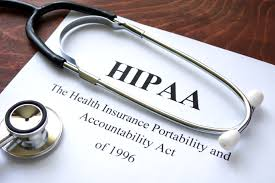 HIPAA
The Health Insurance Portability and
Accountability Act
of 1996